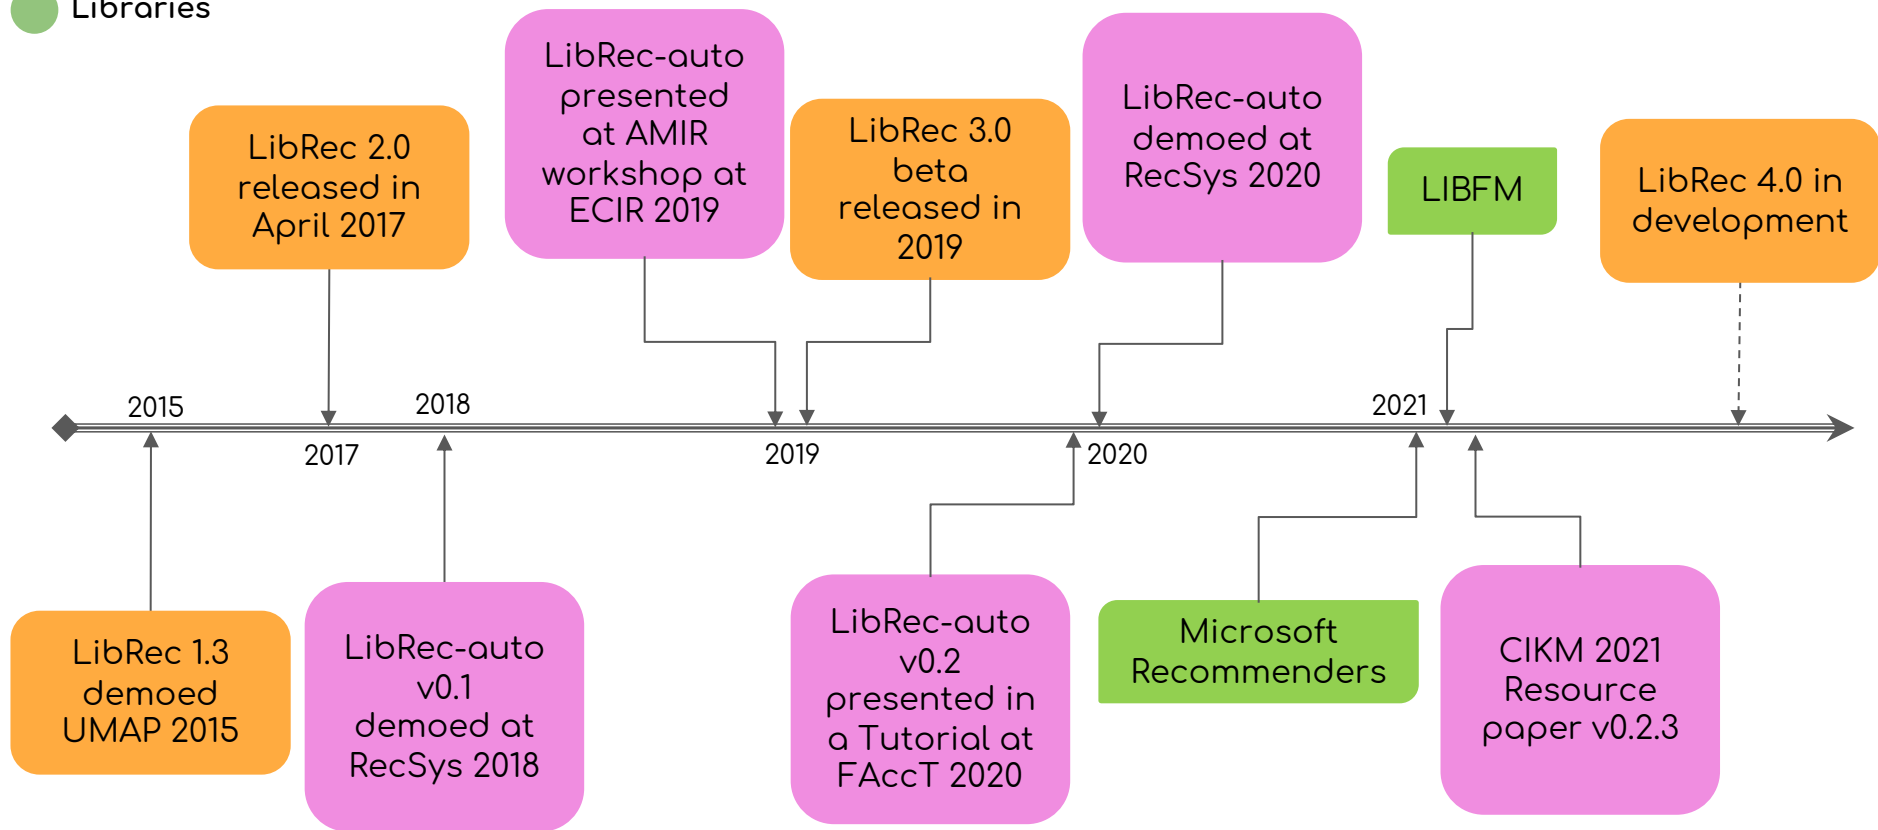 Libraries
LibRec 2.0
released in
April 2017
LibRec-auto
presented
at AMIR
workshop at
ECIR 2019
LibRec 3.0
beta
released in
2019
LibRec-auto
demoed at
RecSys 2020
LIBFM
LibRec 4.0 in
development
2015
2018
2021
2017
2019
2020
LibRec 1.3
demoed
UMAP 2015
LibRec-auto
v0.1
demoed at
RecSys 2018
LibRec-auto
v0.2
presented in
a Tutorial at
FAccT 2020
Microsoft
Recommenders
CIKM 2021
Resource
paper v0.2.3